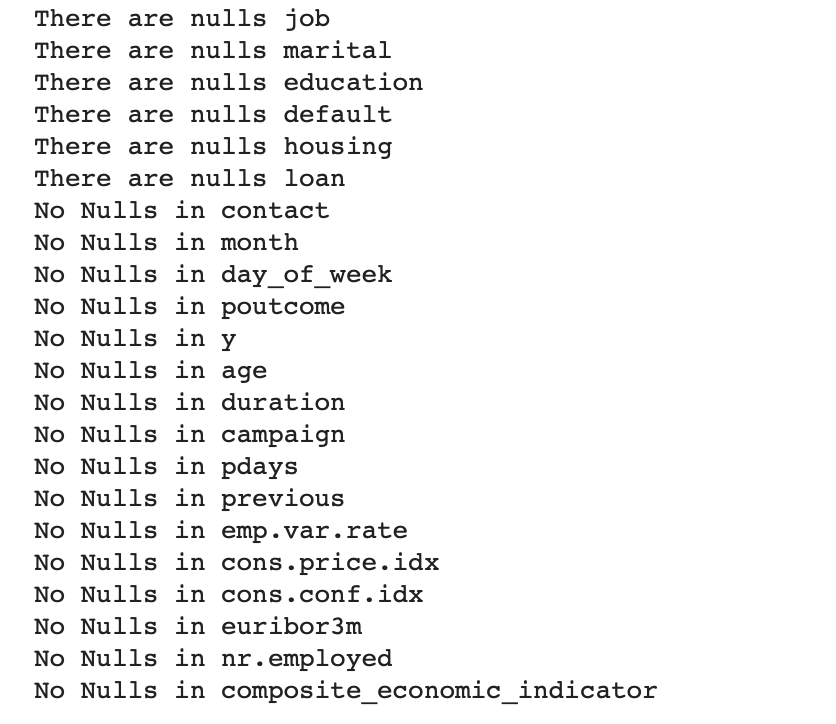 There are nulls job
There are nulls marital
There are nulls education
There are nulls default
There are nulls housing
There are nulls loan
No Nulls in contact
No Nulls in month
No Nulls in day_of_week
No Nulls in poutcome
No Nulls in y
No Nulls in age
No Nulls in duration
No Nulls in campaign
No Nulls in pdays
No Nulls in previous
No Nulls in emp.var.rate
No Nulls in cons.price.idx
No Nulls in cons.conf.idx
No Nulls in euribor3m
No Nulls in nr.employed
No Nulls in composite_economic_indicator